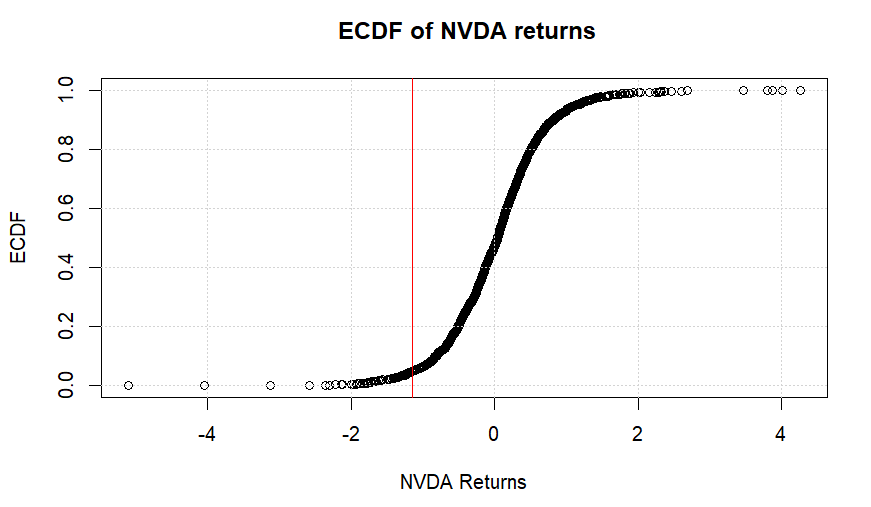 ECDF of NVDA returns
1.0
0.8
0.6
0.4
0.2
0.0
ECDF
-4 -2 0 2 4
NVDA Returns